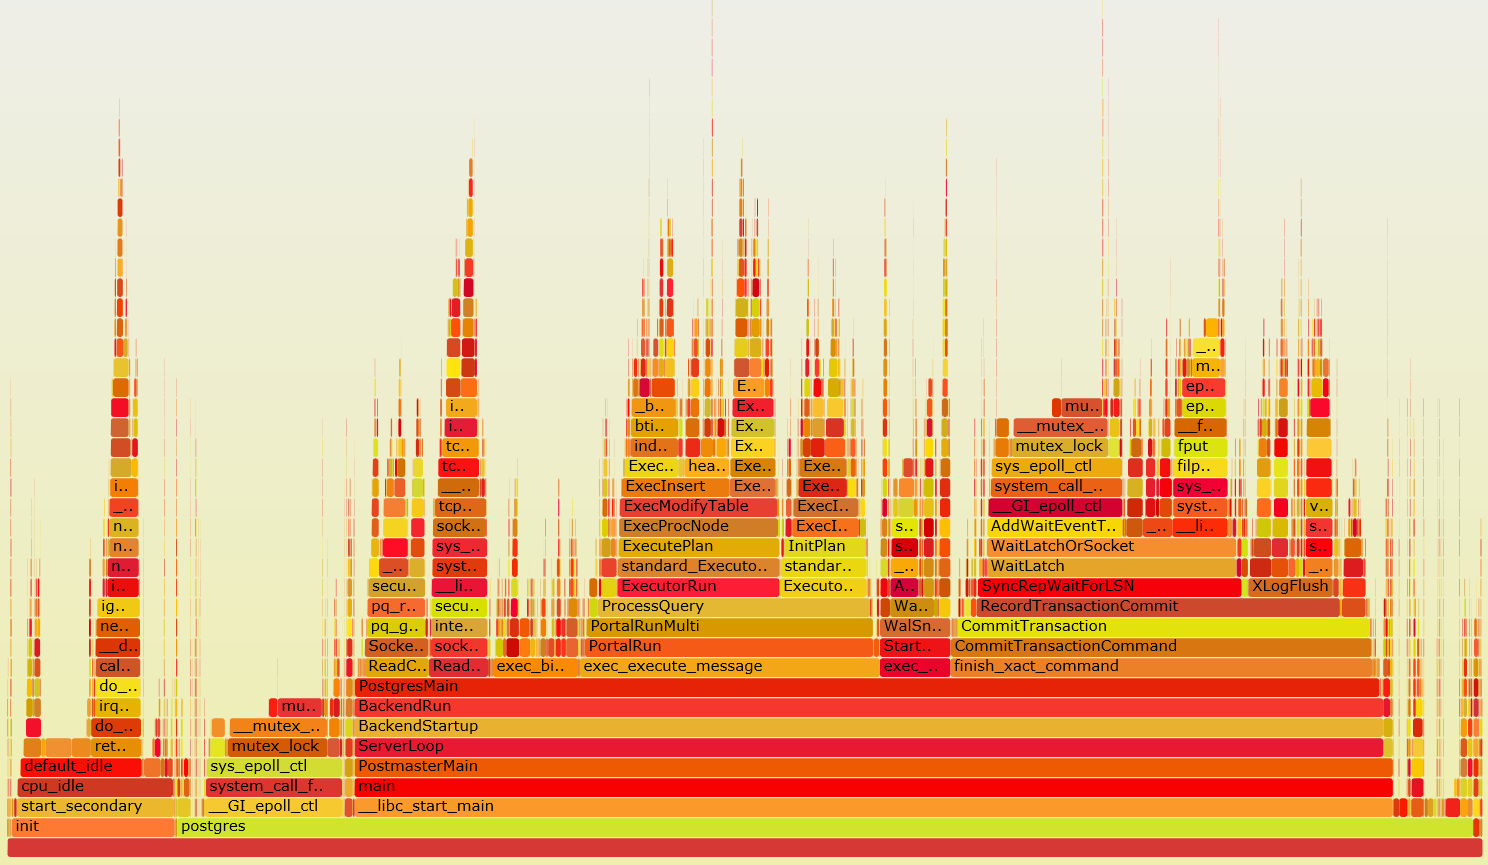 E..
_..
m..
ep..
i..
_b..
Ex..
mu..
ep..
i..
bti..
Ex..
__mutex_..
__f..
tc..
ind..
Ex..
mutex_lock
fput
tc..
Exec..
hea..
Exe..
Exe..
sys_epoll_ctl
filp..
i..
__..
ExecInsert
Exe..
Exe..
system_call_..
sys_..
_..
tcp..
ExecModifyTable
ExecI..
__GI_epoll_ctl
syst..
v..
n..
sock..
ExecProcNode
ExecI..
s..
AddWaitEventT..
_..
__li..
s..
n..
sys_..
ExecutePlan
InitPlan
s..
WaitLatchOrSocket
s..
n..
_..
syst..
standard_Executo..
standar..
_..
WaitLatch
_..
i..
secu..
__li..
ExecutorRun
Executo..
A..
SyncRepWaitForLSN
XLogFlush
ig..
pq_r..
secu..
ProcessQuery
Wa..
RecordTransactionCommit
ne..
pq_g..
inte..
PortalRunMulti
WalSn..
CommitTransaction
__d..
Socke..
sock..
PortalRun
Start..
CommitTransactionCommand
cal..
ReadC..
Read..
exec_bi..
exec_execute_message
exec_..
finish_xact_command
do_..
PostgresMain
irq..
mu..
BackendRun
do_..
__mutex_..
BackendStartup
ret..
mutex_lock
ServerLoop
default_idle
sys_epoll_ctl
PostmasterMain
cpu_idle
system_call_f..
main
start_secondary
__GI_epoll_ctl
__libc_start_main
init
postgres